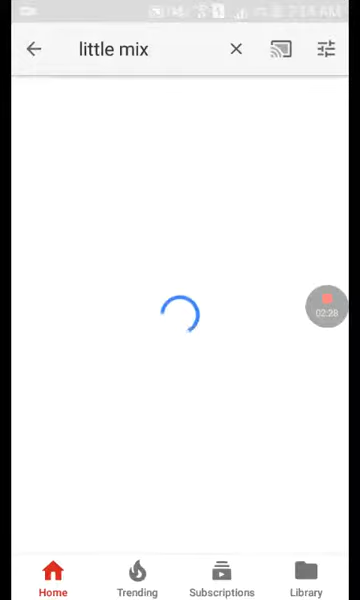 little mix
02:28
Home
Trending
Subscriptions
Library